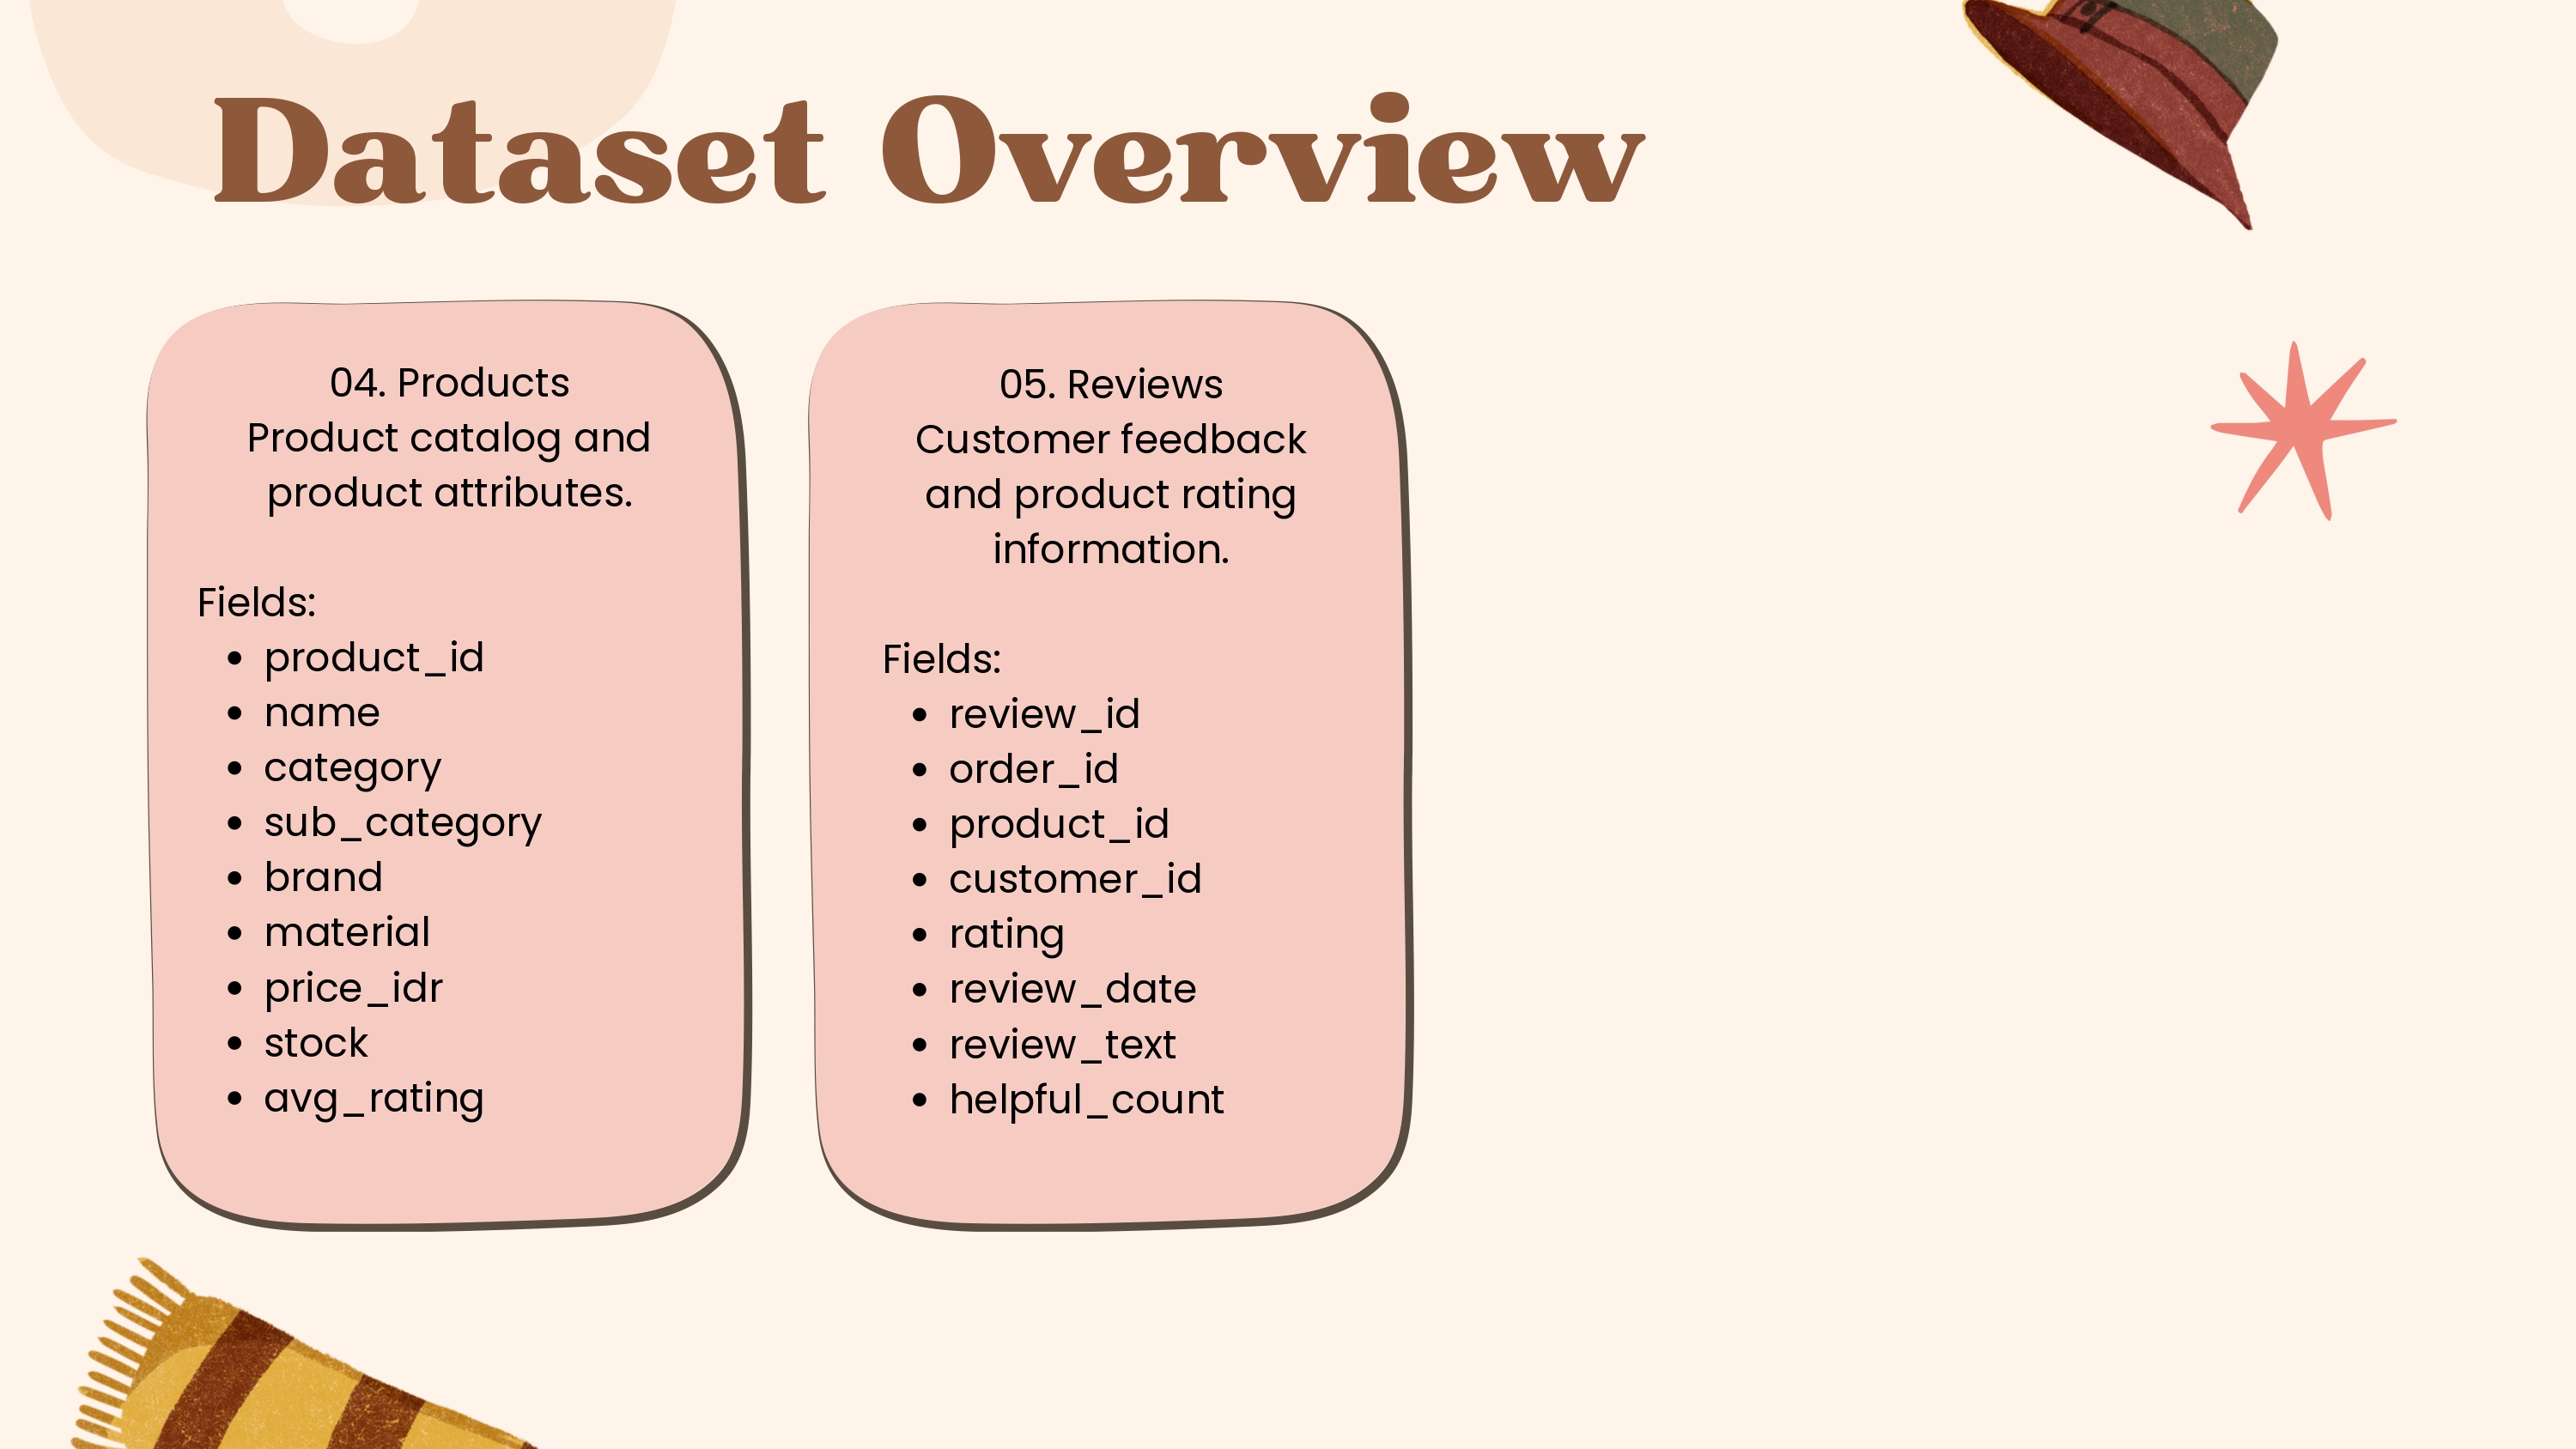 Dataset Overview
04. Products
Product catalog and
product attributes.
Fields:
• product_id
• name
• category
• sub_category
• brand
• material
• price_idr
• stock
• avg_rating
05. Reviews
Customer feedback
and product rating
information.
Fields:
• review_id
• order_id
• product_id
• customer_id
• rating
• review_date
• review_text
• helpful_count